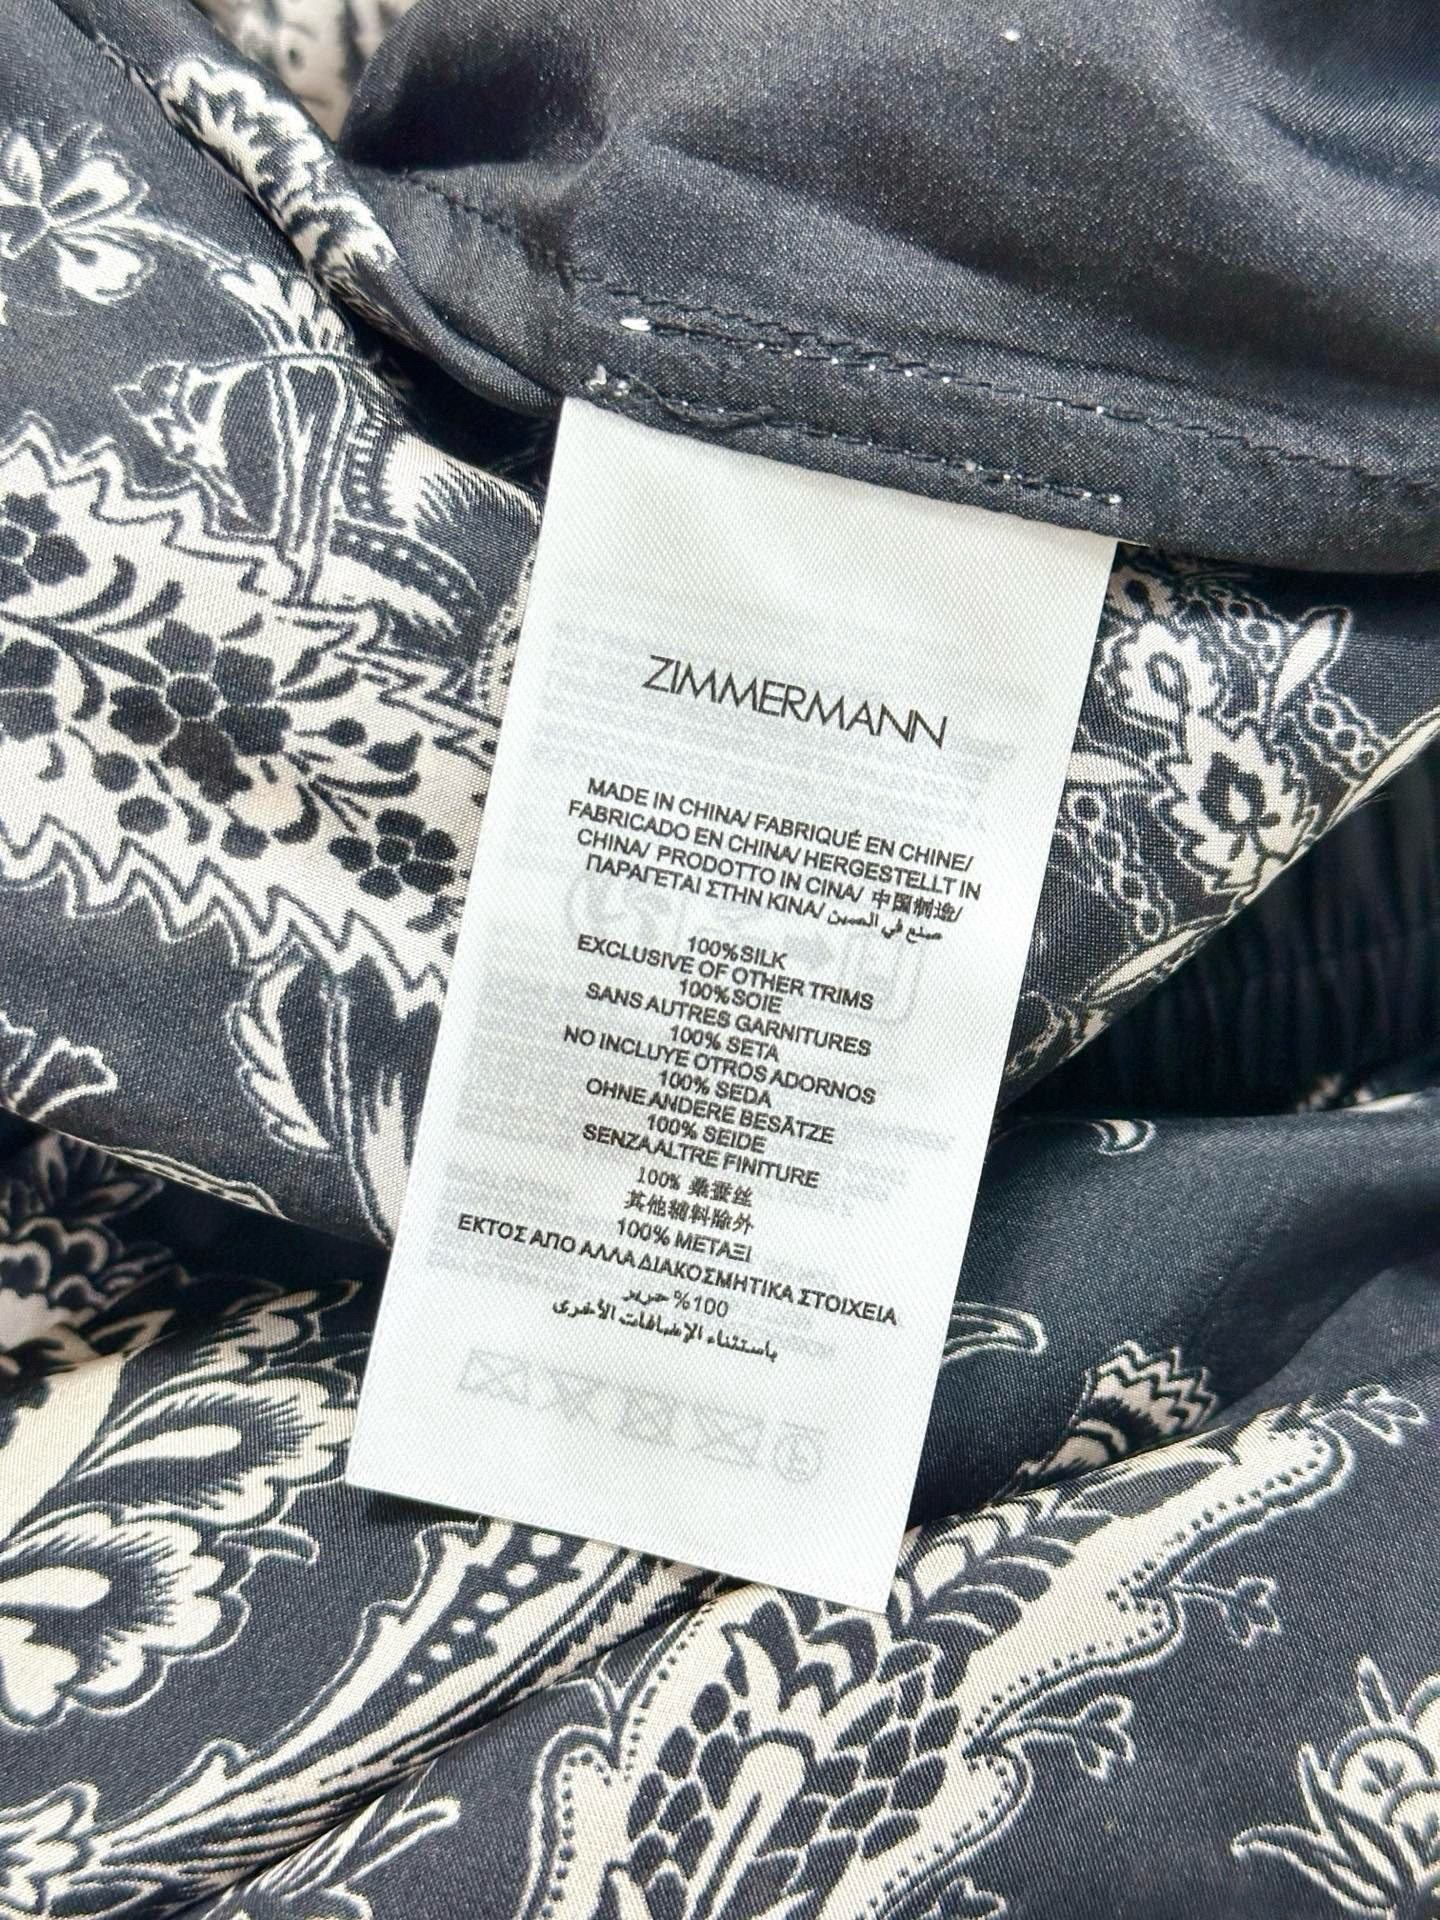 ZIMMERMANN
MADE IN CHINA/ FABRIQUÉ EN CHINE/
FABRICADO EN CHINA/ HERGESTELLT IN
CHINA/ PRODOTTO IN CINA/ 中国制造/
ΠΑΡΑΓΕΤΑΙ ΣΤΗΝ ΚΙΝΑ/ صنع في الصين
100%SILK
EXCLUSIVE OF OTHER TRIMS
100%SOIE
SANS AUTRES GARNITURES
100% SETA
NO INCLUYE OTROS ADORNOS
100% SEDA
OHNE ANDERE BESÄTZE
100% SEIDE
SENZA ALTRE FINITURE
100% 桑蚕丝
其他辅料除外
100% ΜΕΤΑΞΙ
ΕΚΤΟΣ ΑΠΟ ΑΛΛΑ ΔΙΑΚΟΣΜΗΤΙΚΑ ΣΤΟΙΧΕΙΑ
100% حرير
باستثناء الإضافات الأخرى